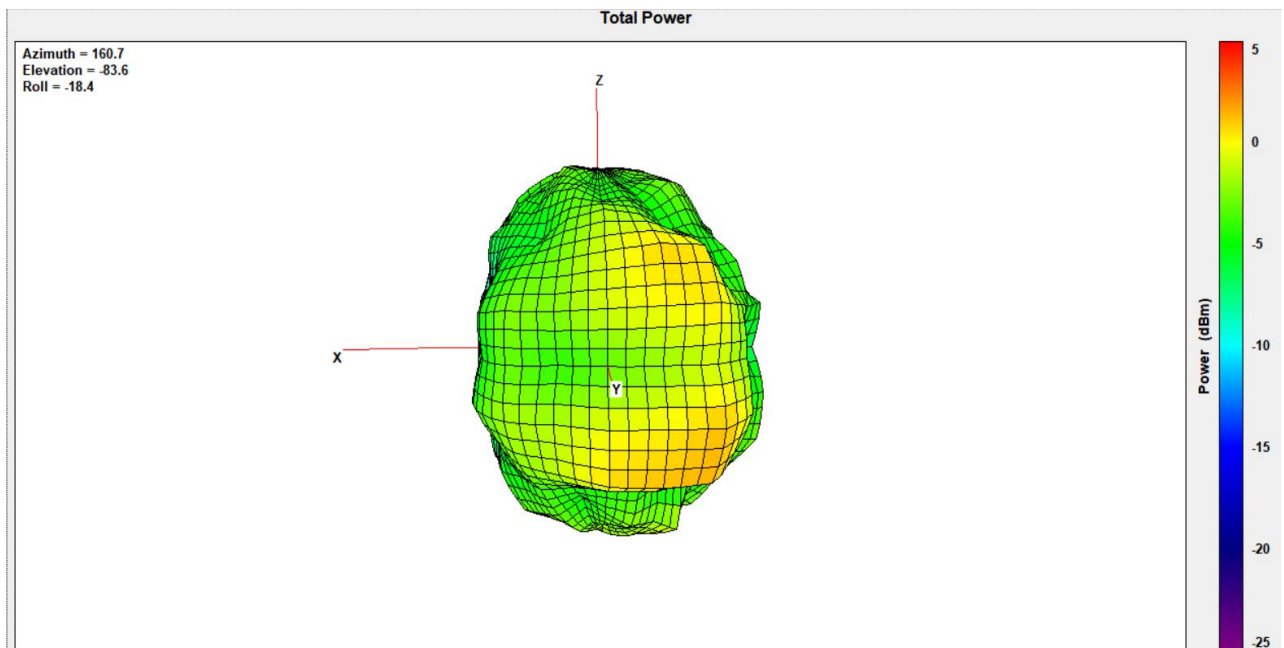 Total Power
Azimuth = 160.7
Elevation = -83.6
Roll = -18.4
Z
X
Y
5
0
-5
-10
-15
-20
-25
Power (dBm)